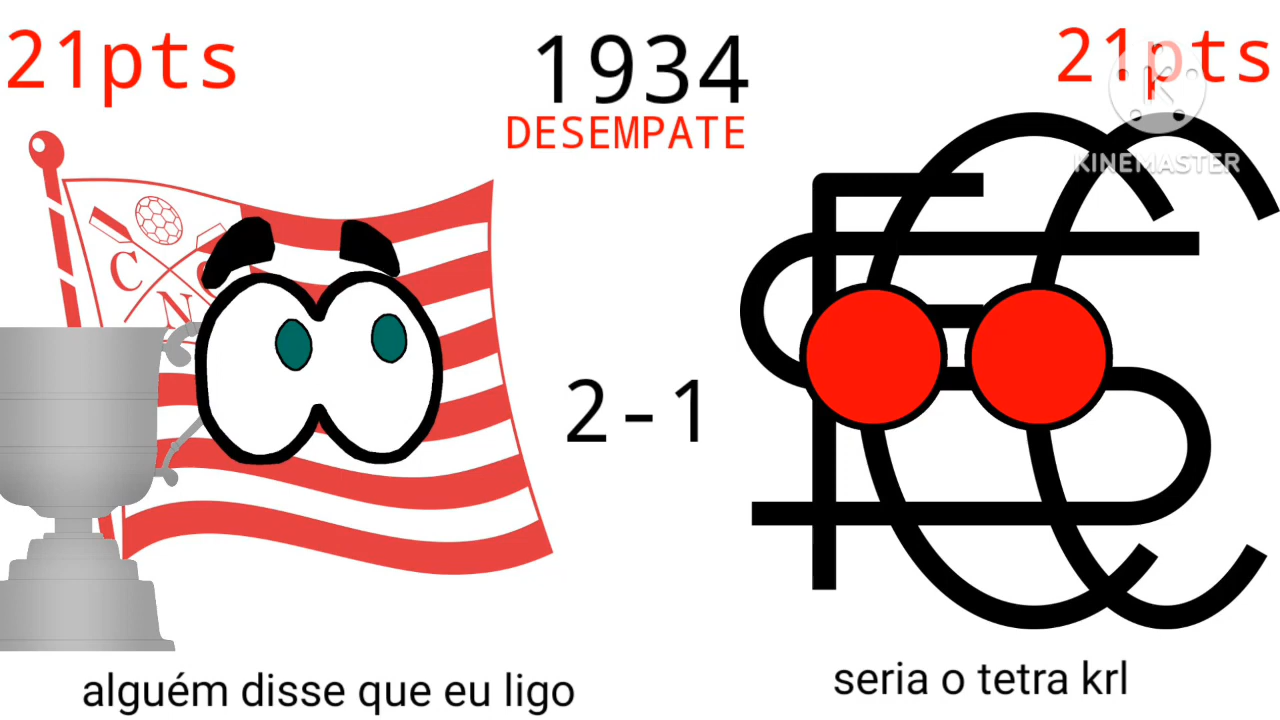 21pts
1934
21pts
DESEMPATE
KINEMASTER
C
N
2-1
alguém disse que eu ligo
seria o tetra krl